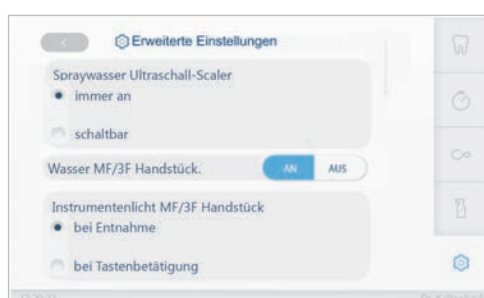 Erweiterte Einstellungen
Spraywasser Ultraschall-Scaler
immer an
schaltbar
Wasser MF/3F Handstück.
AN AUS
Instrumentenlicht MF/3F Handstück
bei Entnahme
bei Tastenbetätigung